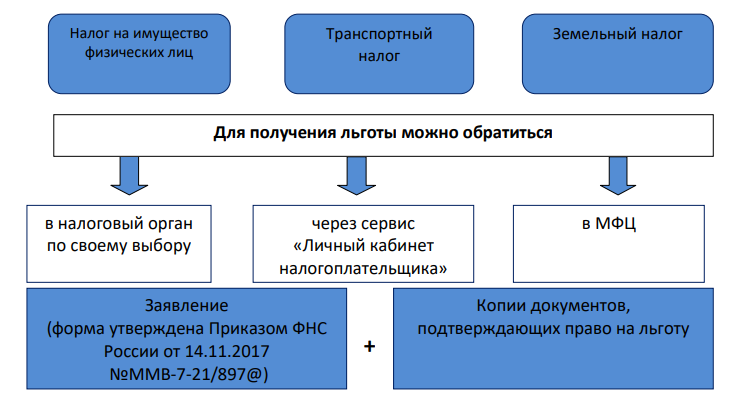 Налог на имущество
физических лиц
Транспортный
налог
Земельный налог
Для получения льготы можно обратиться
в налоговый орган
по своему выбору
через сервис
«Личный кабинет
налогоплательщика»
в МФЦ
Заявление
(форма утверждена Приказом ФНС
России от 14.11.2017
№ММВ-7-21/897@)
+
Копии документов,
подтверждающих право на льготу